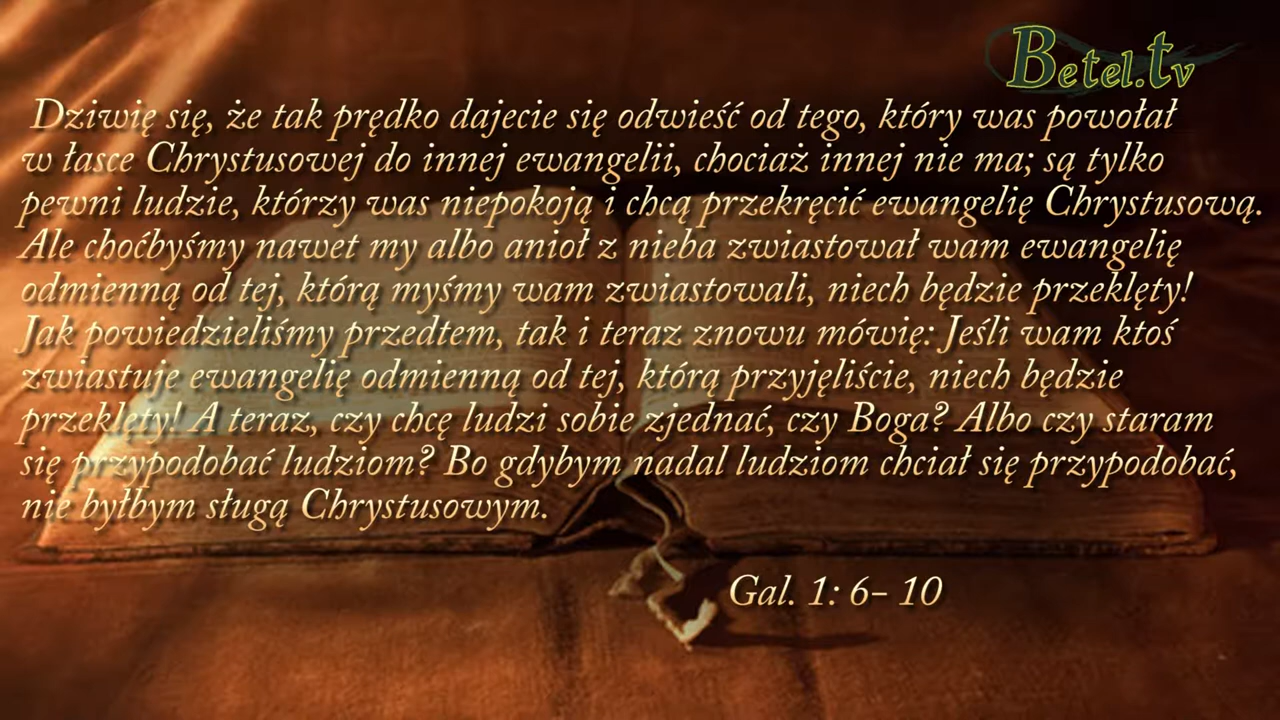 Betel.tv
Dziwię się, że tak prędko dajecie się odwieść od tego, który was powołał
w łasce Chrystusowej do innej ewangelii, chociaż innej nie ma; są tylko
pewni ludzie, którzy was niepokoją i chcą przekręcić ewangelię Chrystusową.
Ale choćbyśmy nawet my albo anioł z nieba zwiastował wam ewangelię
odmienną od tej, którą myśmy wam zwiastowali, niech będzie przeklęty!
Jak powiedzieliśmy przedtem, tak i teraz znowu mówię: Jeśli wam ktoś
zwiastuje ewangelię odmienną od tej, którą przyjęliście, niech będzie
przeklęty! A teraz, czy chcę ludzi sobie zjednać, czy Boga? Albo czy staram
się przypodobać ludziom? Bo gdybym nadal ludziom chciał się przypodobać,
nie byłbym sługą Chrystusowym.
Gal. 1: 6- 10